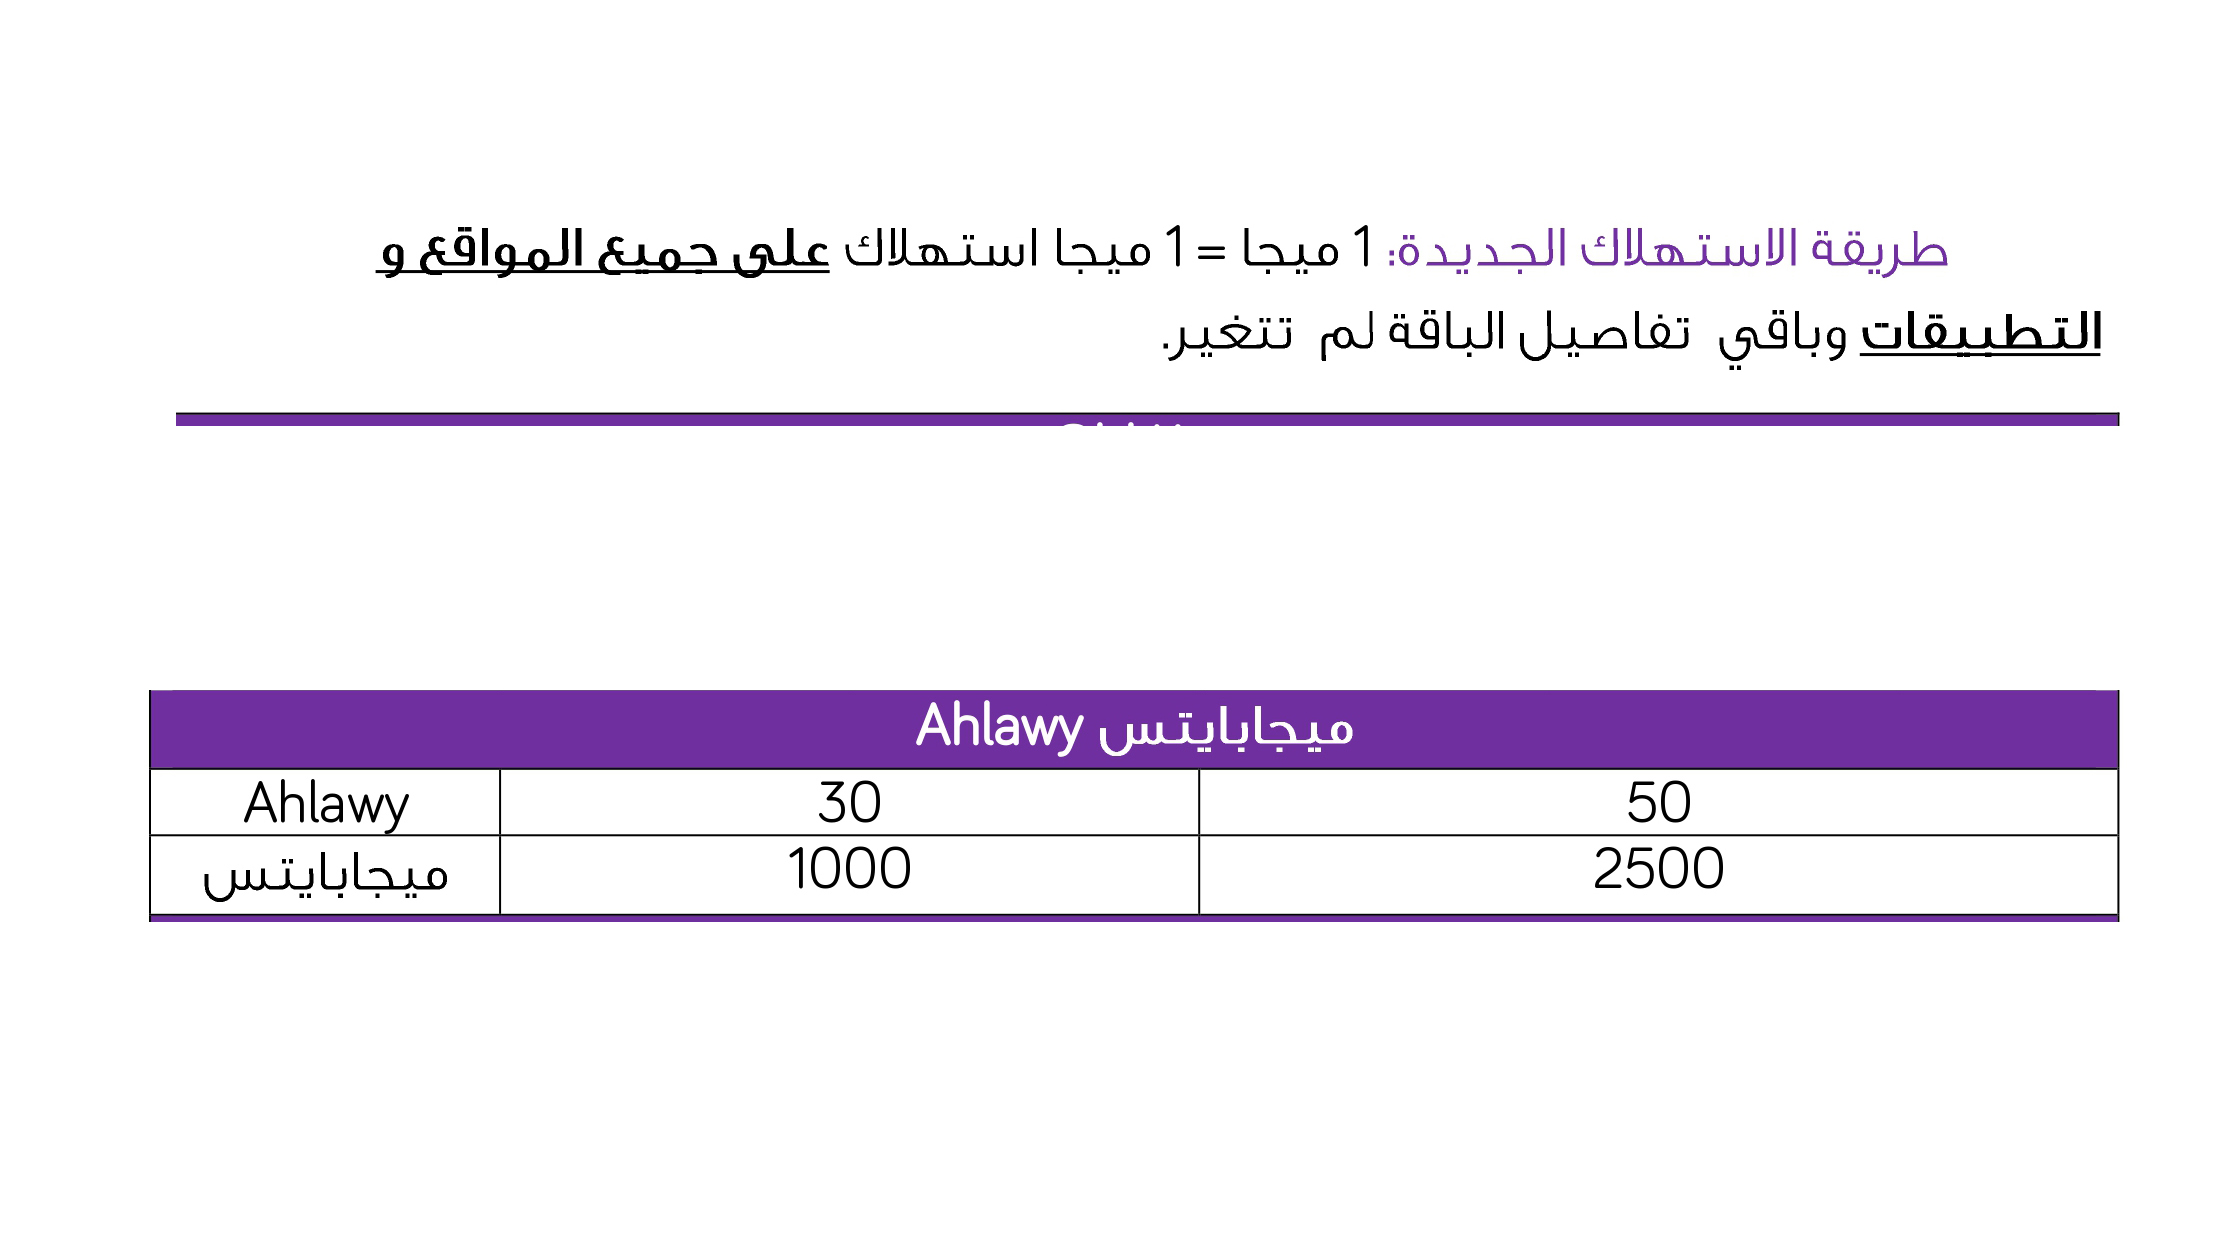 طريقة الاستهلاك الجديدة: 1 ميجا = 1 ميجا استهلاك على جميع المواقع و
التطبيقات وباقي تفاصيل الباقة لم تتغير.
ميجابايتس Ahlawy
Ahlawy 30 50
ميجابايتس 1000 2500